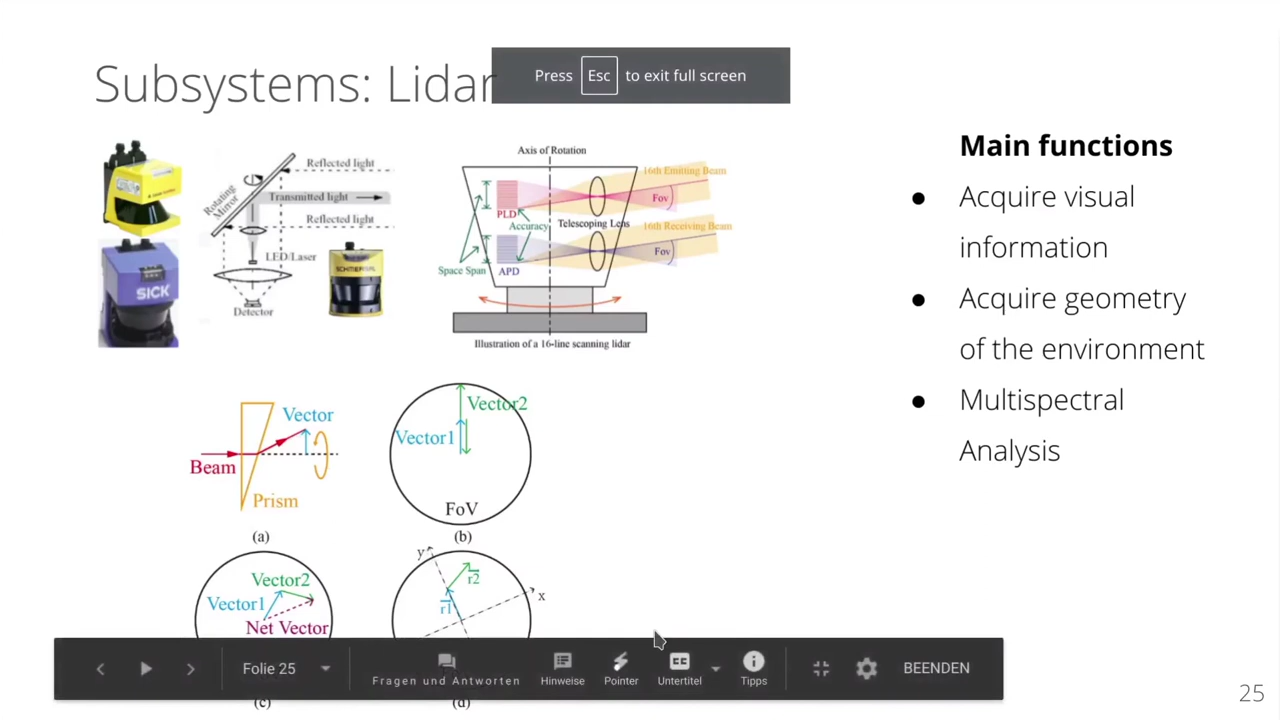 Subsystems: Lidar
Press Esc to exit full screen
Reflected light
Rotating
Mirror
Transmitted light
Reflected light
LED/Laser
Detector
SICK
SCHMERSAL
Axis of Rotation
16th Emitting Beam
Fov
PLD
Accuracy
Telescoping Lens
16th Receiving Beam
Fov
Space Span
APD
Illustration of a 16-line scanning lidar
Main functions
● Acquire visual
information
● Acquire geometry
of the environment
● Multispectral
Analysis
Vector
Beam
Prism
(a)
Vector2
Vector1
FoV
(b)
Vector2
Vector1
Net Vector
(c)
y
r2
r1
x
(d)
Folie 25
Fragen und Antworten
Hinweise
Pointer
CC
Untertitel
Tipps
BEENDEN
25